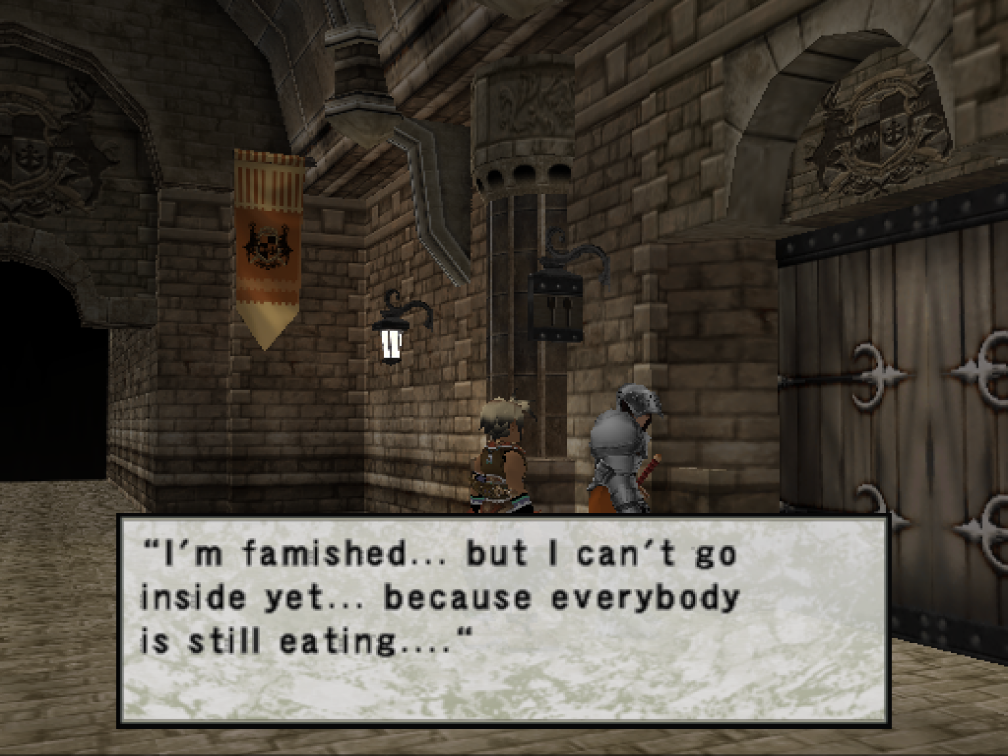 “I'm famished... but I can't go
inside yet... because everybody
is still eating....“